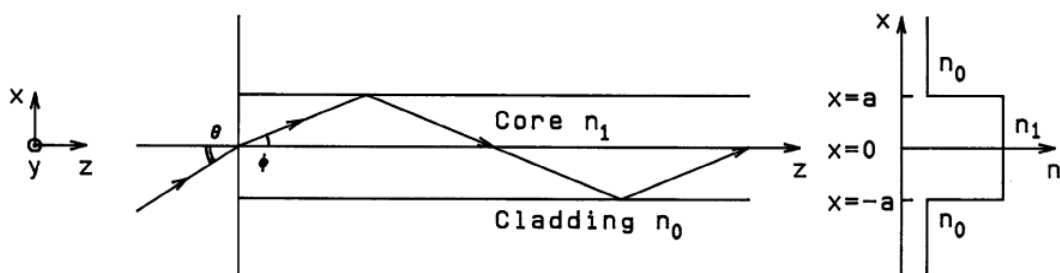 x
y
z
θ
ϕ
Core n₁
z
Cladding n₀
x
n₀
x=a
n₁
x=0
n
x=-a
n₀